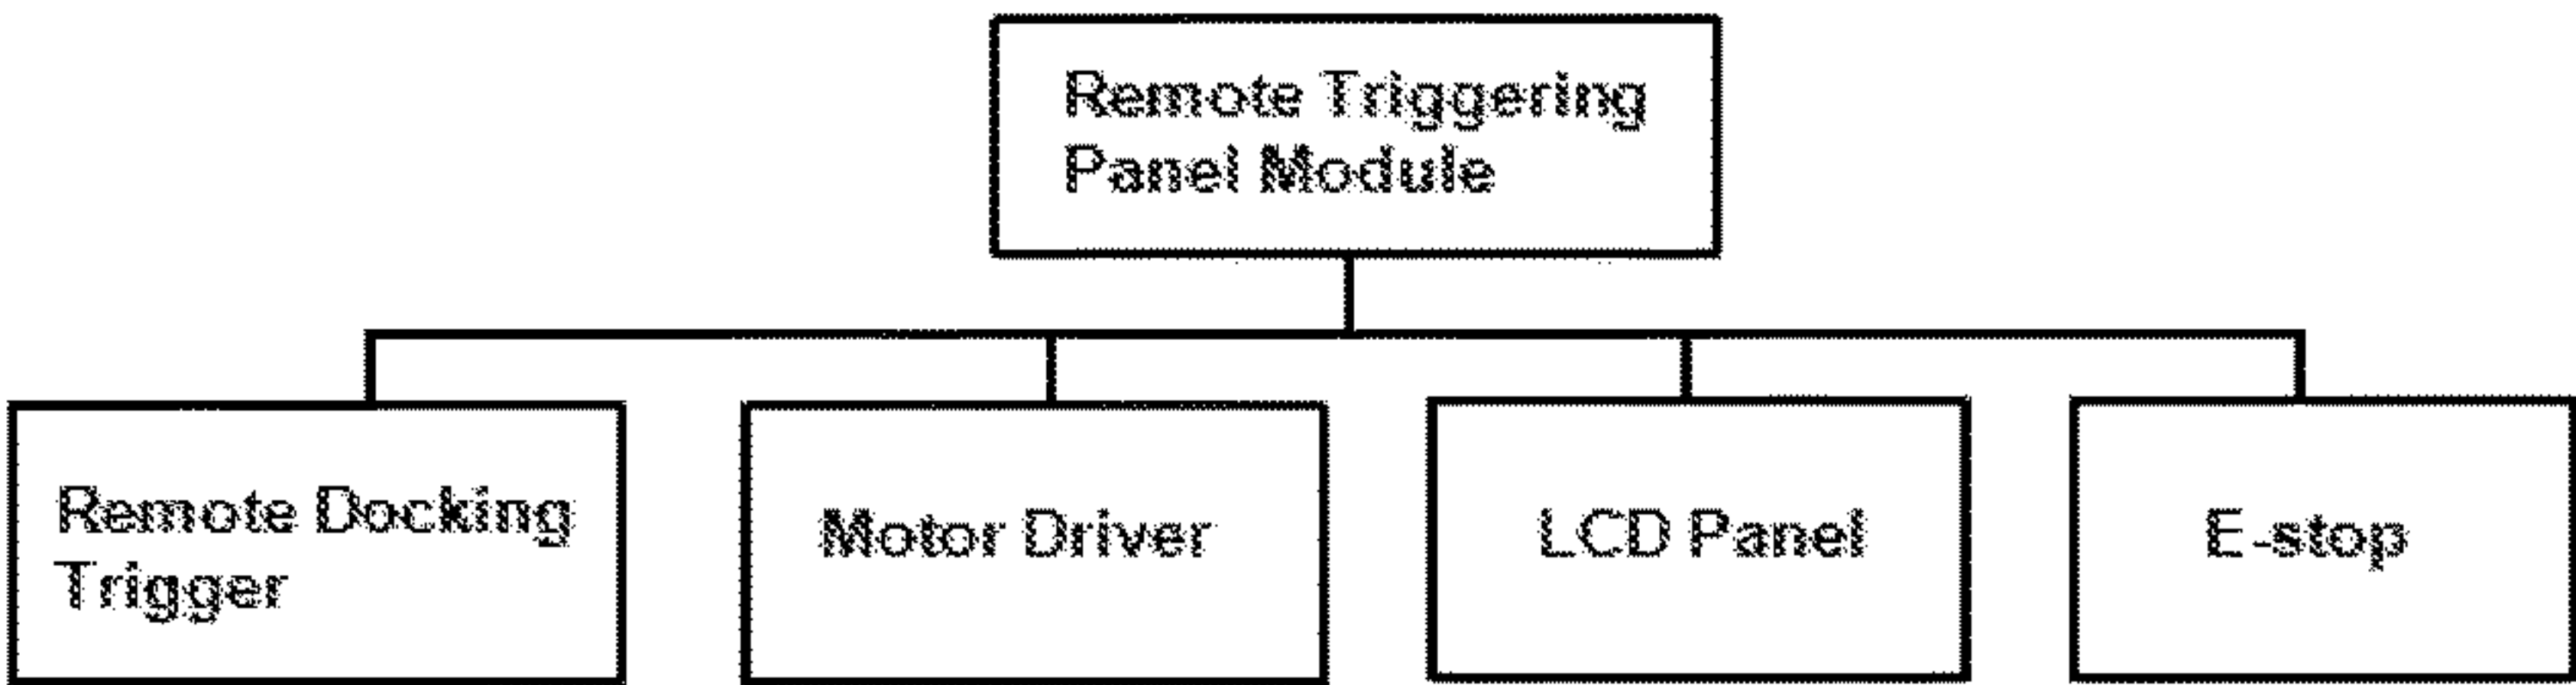 Remote Triggering
Panel Module
Remote Docking
Trigger
Motor Driver
LCD Panel
E-stop